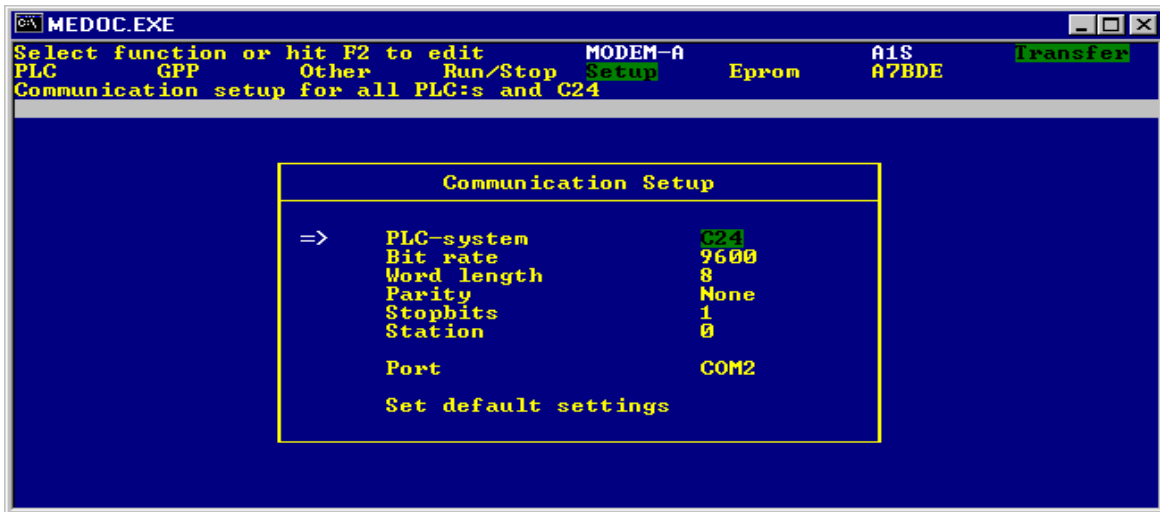 MEDOC.EXE
Select function or hit F2 to edit MODEM-A A1S Transfer
PLC GPP Other Run/Stop Setup Eprom A7BDE
Communication setup for all PLC:s and C24
Communication Setup
=> PLC-system C24
Bit rate 9600
Word length 8
Parity None
Stopbits 1
Station 0
Port COM2
Set default settings